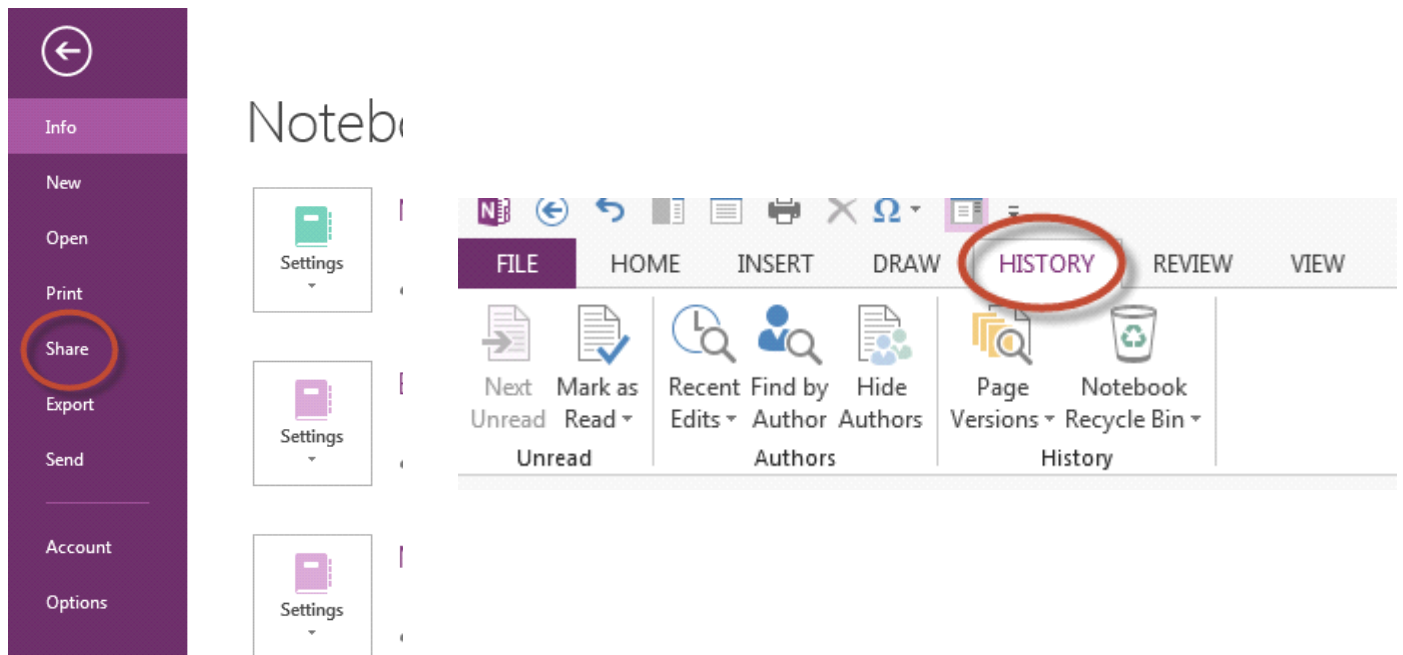 Info
New
Open
Print
Share
Export
Send
Account
Options
Settings
Settings
Settings
FILE HOME INSERT DRAW HISTORY REVIEW VIEW
Next Unread
Mark as Read
Recent Edits
Find by Author
Hide Authors
Page Versions
Notebook Recycle Bin
Unread Authors History